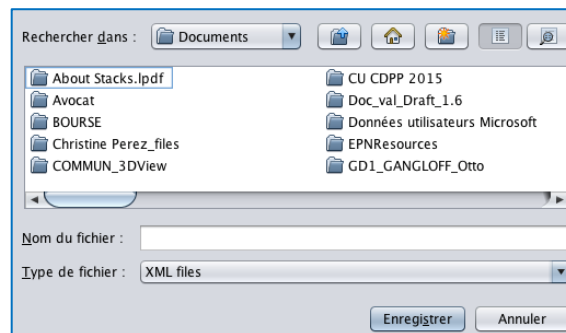 Rechercher dans : Documents
About Stacks.lpdf CU CDPP 2015
Avocat Doc_val_Draft_1.6
BOURSE Données utilisateurs Microsoft
Christine Perez_files EPNResources
COMMUN_3DView GD1_GANGLOFF_Otto
Nom du fichier :
Type de fichier : XML files
Enregistrer Annuler